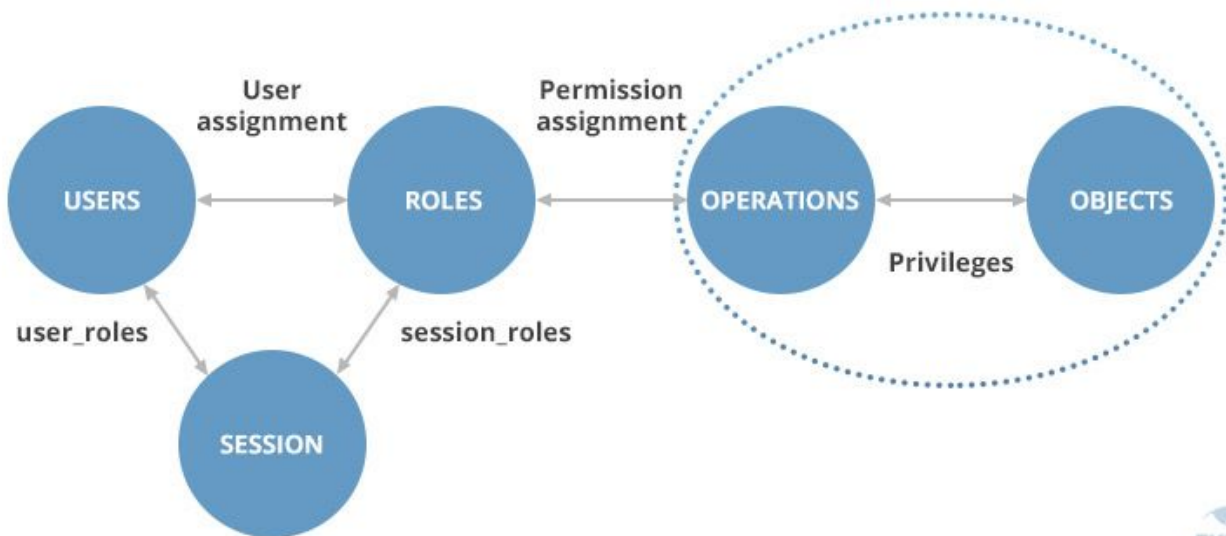 User
assignment
Permission
assignment
USERS
ROLES
OPERATIONS
OBJECTS
Privileges
user_roles
session_roles
SESSION